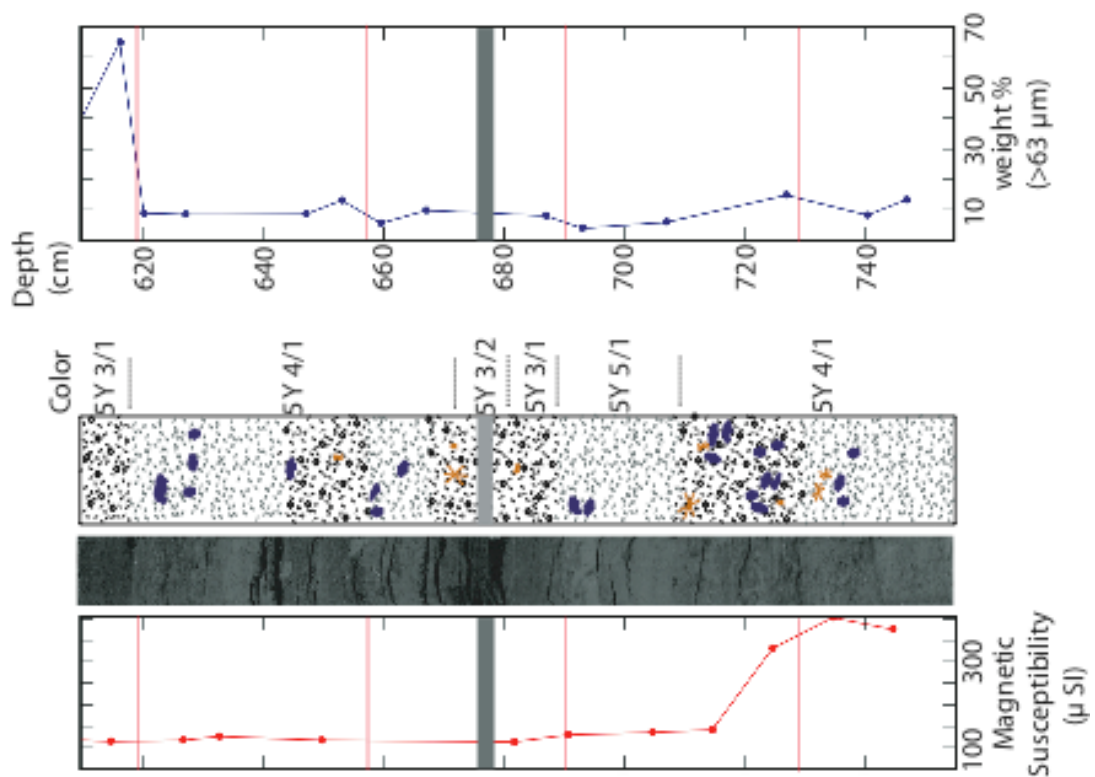 70
50
30
10
weight %
(>63 μm)
Depth
(cm)
620
640
660
680
700
720
740
Color
5Y 3/1
5Y 4/1
5Y 3/2
5Y 3/1
5Y 5/1
5Y 4/1
300
100
Magnetic
Susceptibility
(μ SI)